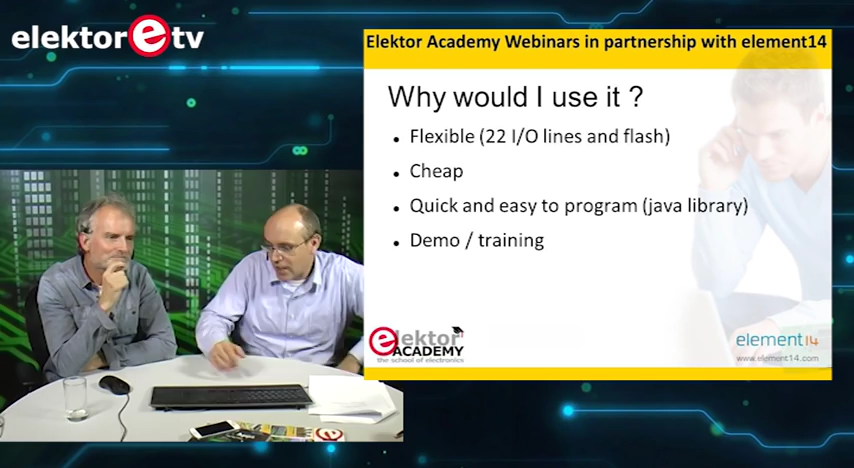 elektor e tv
Elektor Academy Webinars in partnership with element14
Why would I use it ?
• Flexible (22 I/O lines and flash)
• Cheap
• Quick and easy to program (java library)
• Demo / training
elektor
ACADEMY
the school of electronics
element14
www.element14.com